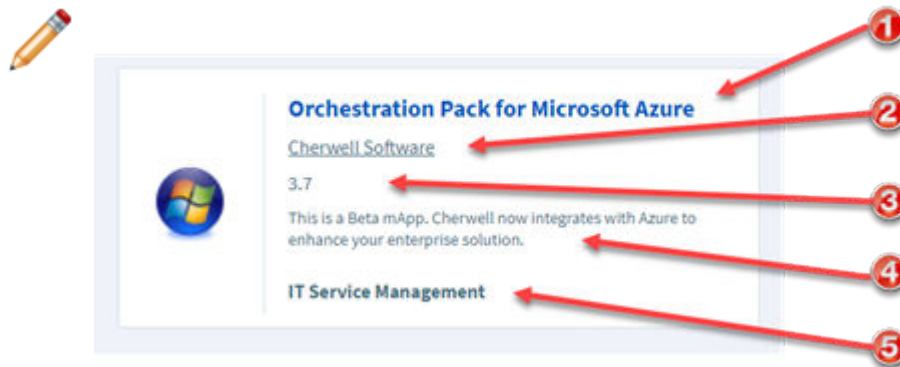 1
Orchestration Pack for Microsoft Azure
2
Cherwell Software
3.7
3
This is a Beta mApp. Cherwell now integrates with Azure to
enhance your enterprise solution.
4
IT Service Management
5